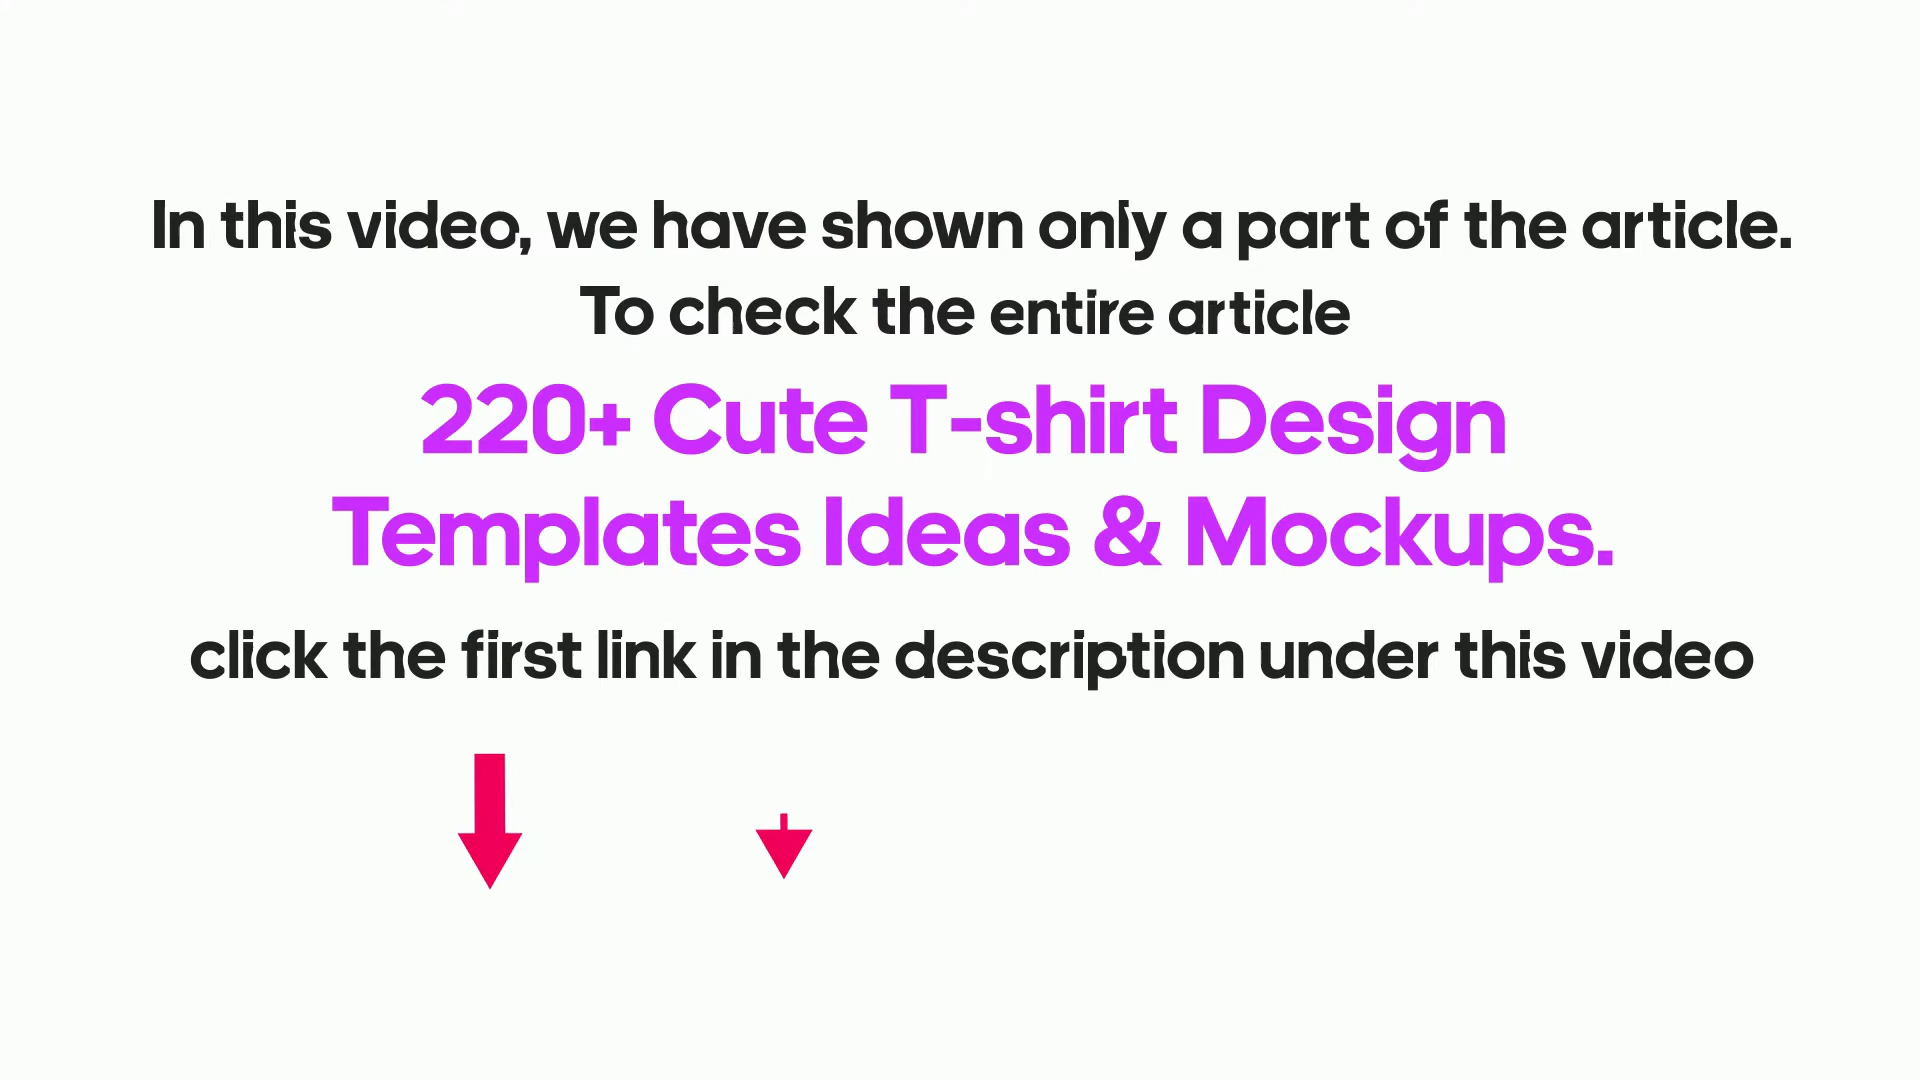 In this video, we have shown only a part of the article.
To check the entire article
220+ Cute T-shirt Design
Templates Ideas & Mockups.
click the first link in the description under this video